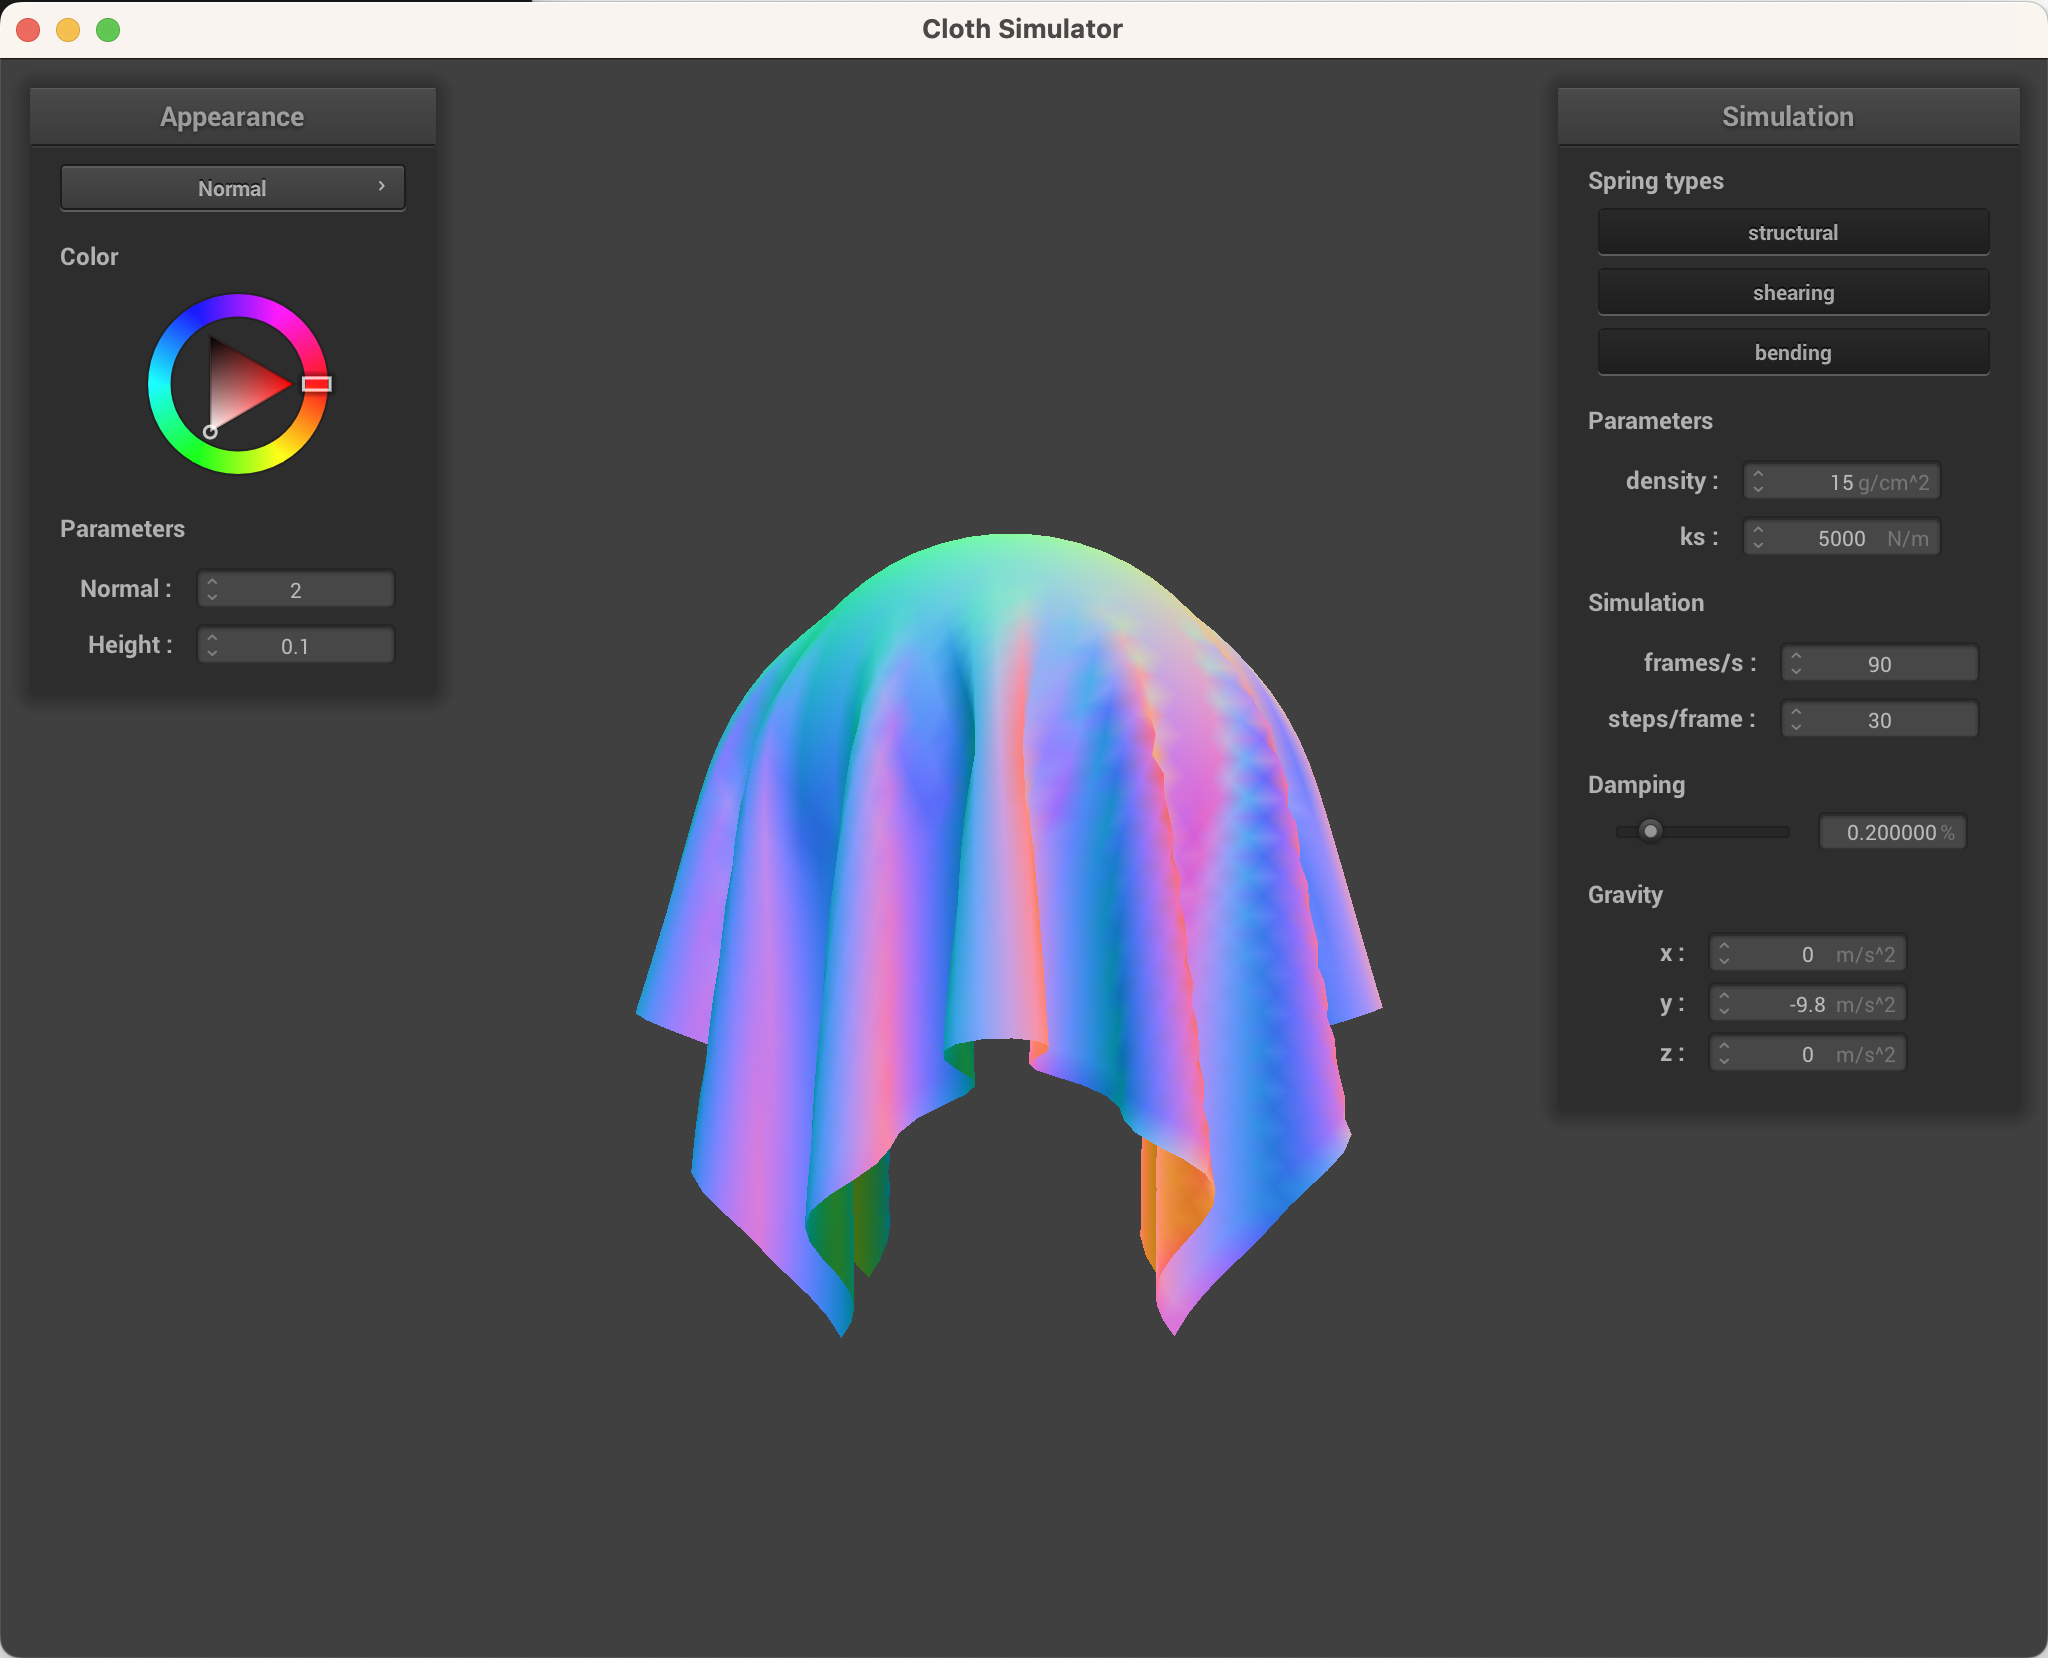 Cloth Simulator
Appearance
Normal
Color
Parameters
Normal : 2
Height : 0.1
Simulation
Spring types
structural
shearing
bending
Parameters
density : 15 g/cm^2
ks : 5000 N/m
Simulation
frames/s : 90
steps/frame : 30
Damping
0.200000 %
Gravity
x : 0 m/s^2
y : -9.8 m/s^2
z : 0 m/s^2